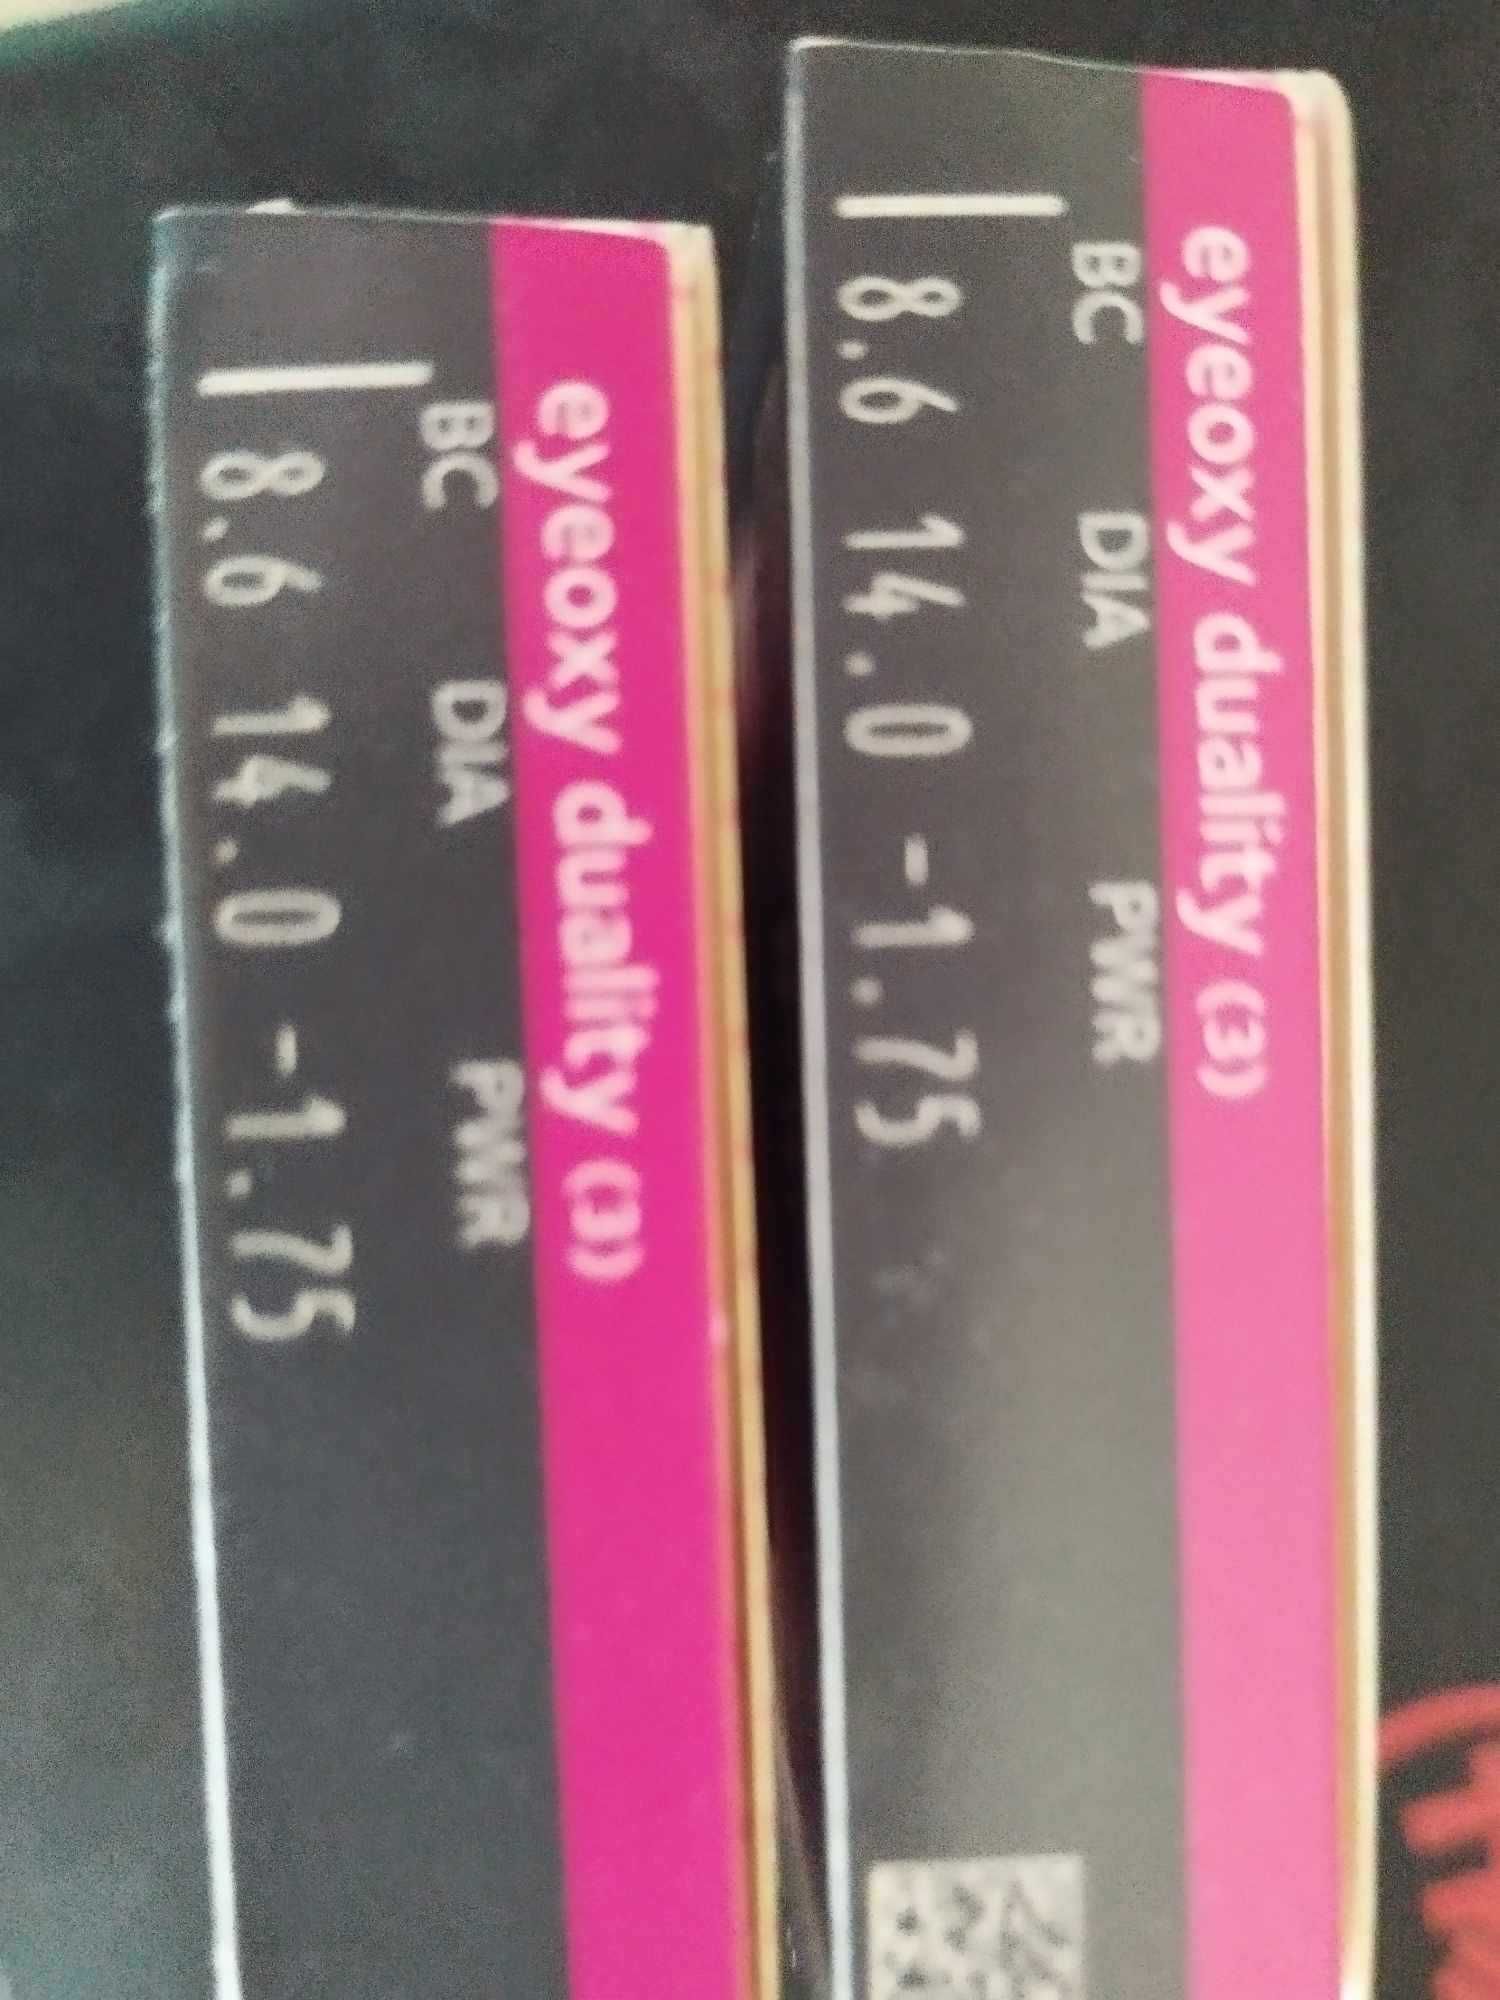 eyeoxy duality (3)
BC DIA PWR
8.6 14.0 -1.75
eyeoxy duality (3)
BC DIA PWR
8.6 14.0 -1.75